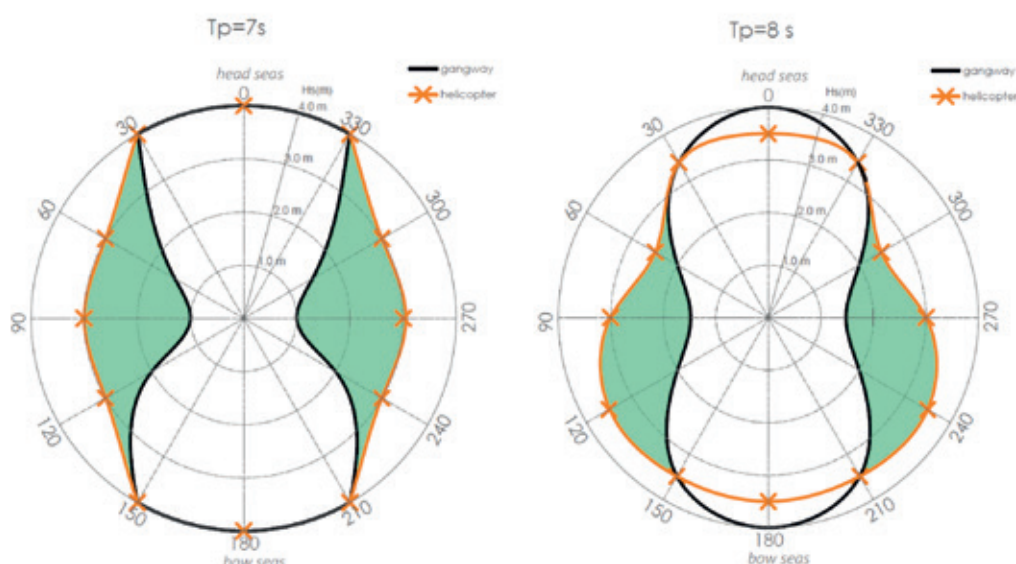 Tp=7s
gangway
helicopter
head seas
0
Hs(m)
4.0 m
30
330
3.0 m
60
300
2.0 m
1.0 m
90
270
120
240
150
210
180
bow seas
Tp=8 s
gangway
helicopter
head seas
0
Hs(m)
4.0 m
30
330
3.0 m
60
300
2.0 m
1.0 m
90
270
120
240
150
210
180
bow seas